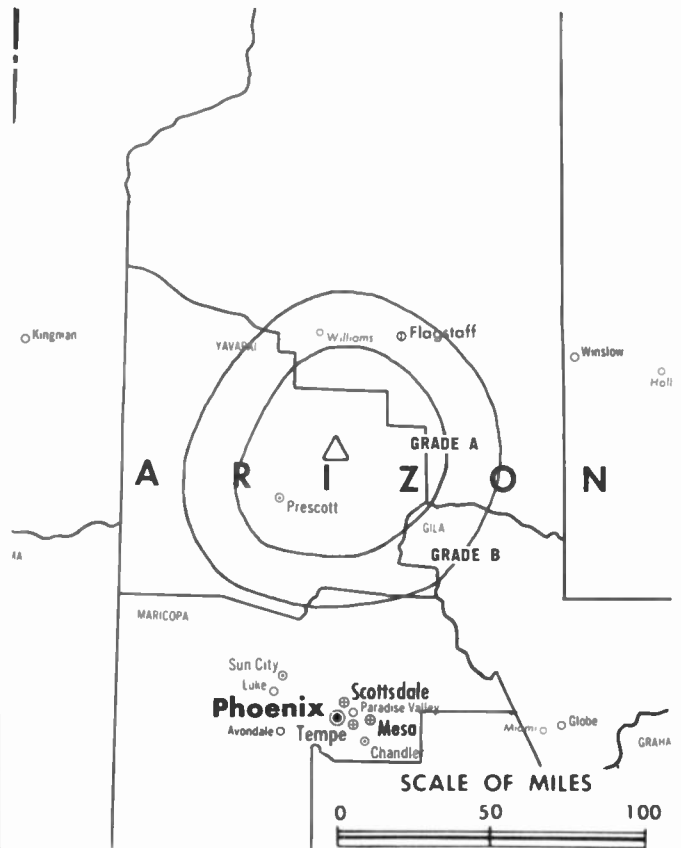 Kingman
YAVAPAI
Williams
Flagstaff
Winslow
Hol
GRADE A
A R I Z O N
Prescott
GILA
GRADE B
MARICOPA
Sun City
Luke
Scottsdale
Phoenix
Paradise Valley
Avondale
Tempe
Mesa
Chandler
Miami
Globe
GRAHA
SCALE OF MILES
0 50 100